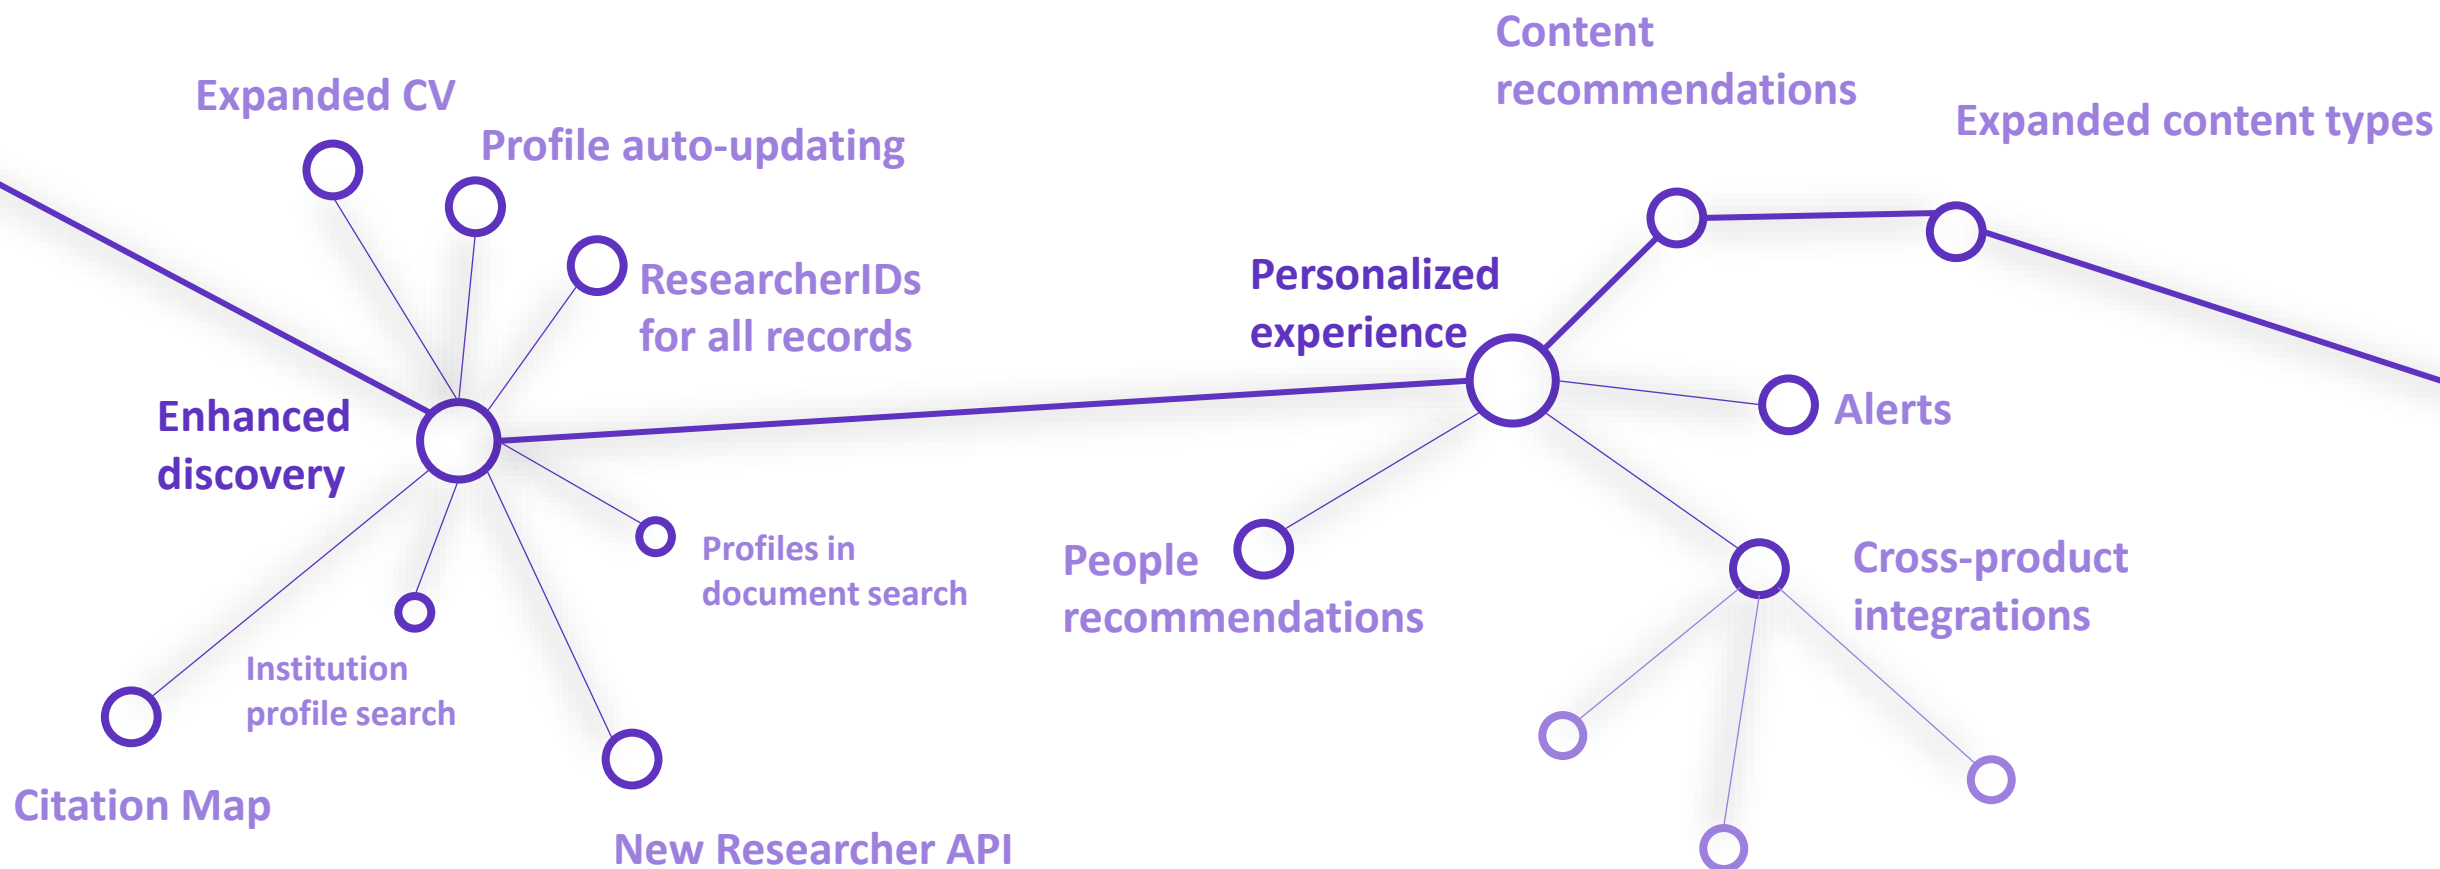 Content
recommendations
Expanded CV
Expanded content types
Profile auto-updating
ResearcherIDs
for all records
Personalized
experience
Enhanced
discovery
Alerts
Profiles in
document search
People
recommendations
Cross-product
integrations
Institution
profile search
Citation Map
New Researcher API